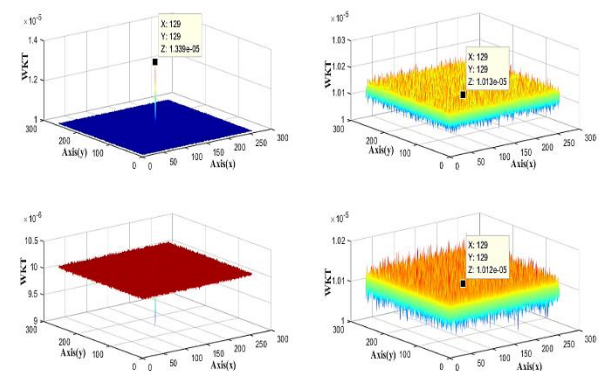 × 10⁻⁵
1.4
1.2
1
WKT
X: 129
Y: 129
Z: 1.339e-05
300
200
100
0
Axis(y)
0
50
100
150
200
250
300
Axis(x)
× 10⁻⁵
1.03
1.02
1.01
1
WKT
X: 129
Y: 129
Z: 1.013e-05
300
200
100
0
Axis(y)
0
50
100
150
200
250
300
Axis(x)
× 10⁻⁶
10.5
10
9.5
9
WKT
300
200
100
0
Axis(y)
0
50
100
150
200
250
300
Axis(x)
× 10⁻⁵
1.02
1.01
1
WKT
X: 129
Y: 129
Z: 1.012e-05
300
200
100
0
Axis(y)
0
50
100
150
200
250
300
Axis(x)